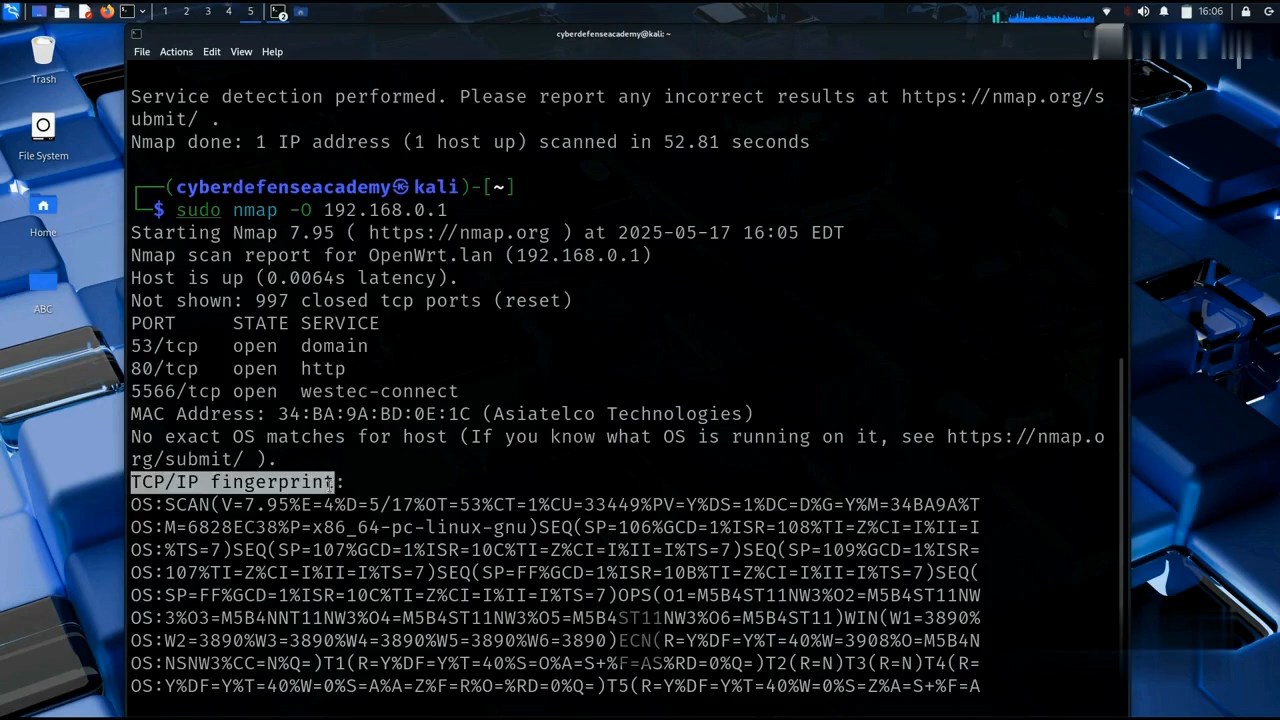 1 2 3 4 5 2 16:06
cyberdefenseacademy@kali: ~
File Actions Edit View Help
Trash
File System
Home
ABC
Service detection performed. Please report any incorrect results at https://nmap.org/s
ubmit/ .
Nmap done: 1 IP address (1 host up) scanned in 52.81 seconds
(cyberdefenseacademy㉿kali)-[~]
$ sudo nmap -O 192.168.0.1
Starting Nmap 7.95 ( https://nmap.org ) at 2025-05-17 16:05 EDT
Nmap scan report for OpenWrt.lan (192.168.0.1)
Host is up (0.0064s latency).
Not shown: 997 closed tcp ports (reset)
PORT STATE SERVICE
53/tcp open domain
80/tcp open http
5566/tcp open westec-connect
MAC Address: 34:BA:9A:BD:0E:1C (Asiatelco Technologies)
No exact OS matches for host (If you know what OS is running on it, see https://nmap.o
rg/submit/ ).
TCP/IP fingerprint:
OS:SCAN(V=7.95%E=4%D=5/17%OT=53%CT=1%CU=33449%PV=Y%DS=1%DC=D%G=Y%M=34BA9A%T
OS:M=6828EC38%P=x86_64-pc-linux-gnu)SEQ(SP=106%GCD=1%ISR=108%TI=Z%CI=I%II=I
OS:%TS=7)SEQ(SP=107%GCD=1%ISR=10C%TI=Z%CI=I%II=I%TS=7)SEQ(SP=109%GCD=1%ISR=
OS:107%TI=Z%CI=I%II=I%TS=7)SEQ(SP=FF%GCD=1%ISR=10B%TI=Z%CI=I%II=I%TS=7)SEQ(
OS:SP=FF%GCD=1%ISR=10C%TI=Z%CI=I%II=I%TS=7)OPS(O1=M5B4ST11NW3%O2=M5B4ST11NW
OS:3%O3=M5B4NNT11NW3%O4=M5B4ST11NW3%O5=M5B4ST11NW3%O6=M5B4ST11)WIN(W1=3890%
OS:W2=3890%W3=3890%W4=3890%W5=3890%W6=3890)ECN(R=Y%DF=Y%T=40%W=3908%O=M5B4N
OS:NSNW3%CC=N%Q=)T1(R=Y%DF=Y%T=40%S=O%A=S+%F=AS%RD=0%Q=)T2(R=N)T3(R=N)T4(R=
OS:Y%DF=Y%T=40%W=0%S=A%A=Z%F=R%O=%RD=0%Q=)T5(R=Y%DF=Y%T=40%W=0%S=Z%A=S+%F=A